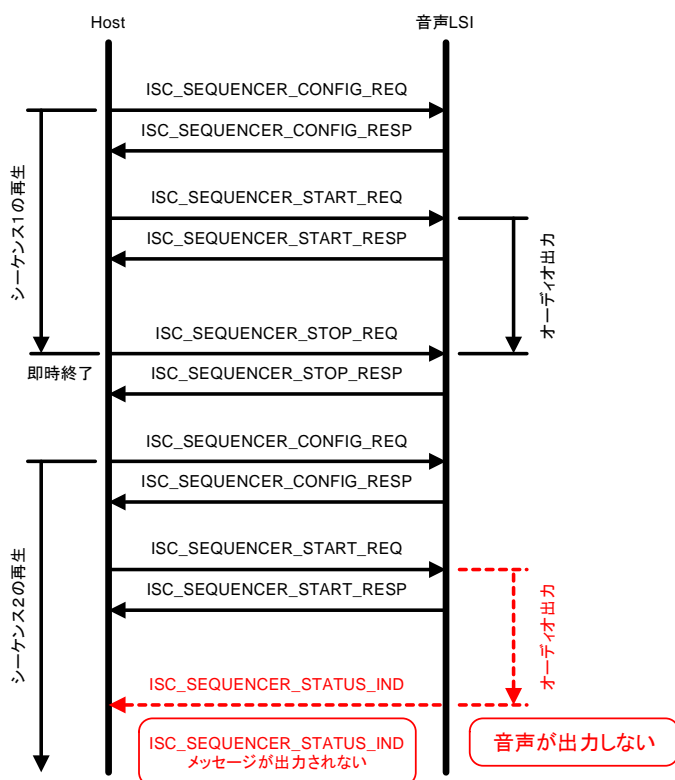 Host
音声LSI
ISC_SEQUENCER_CONFIG_REQ
ISC_SEQUENCER_CONFIG_RESP
シーケンス1の再生
ISC_SEQUENCER_START_REQ
ISC_SEQUENCER_START_RESP
オーディオ出力
ISC_SEQUENCER_STOP_REQ
即時終了
ISC_SEQUENCER_STOP_RESP
ISC_SEQUENCER_CONFIG_REQ
ISC_SEQUENCER_CONFIG_RESP
シーケンス2の再生
ISC_SEQUENCER_START_REQ
ISC_SEQUENCER_START_RESP
オーディオ出力
ISC_SEQUENCER_STATUS_IND
ISC_SEQUENCER_STATUS_IND
メッセージが出力されない
音声が出力しない